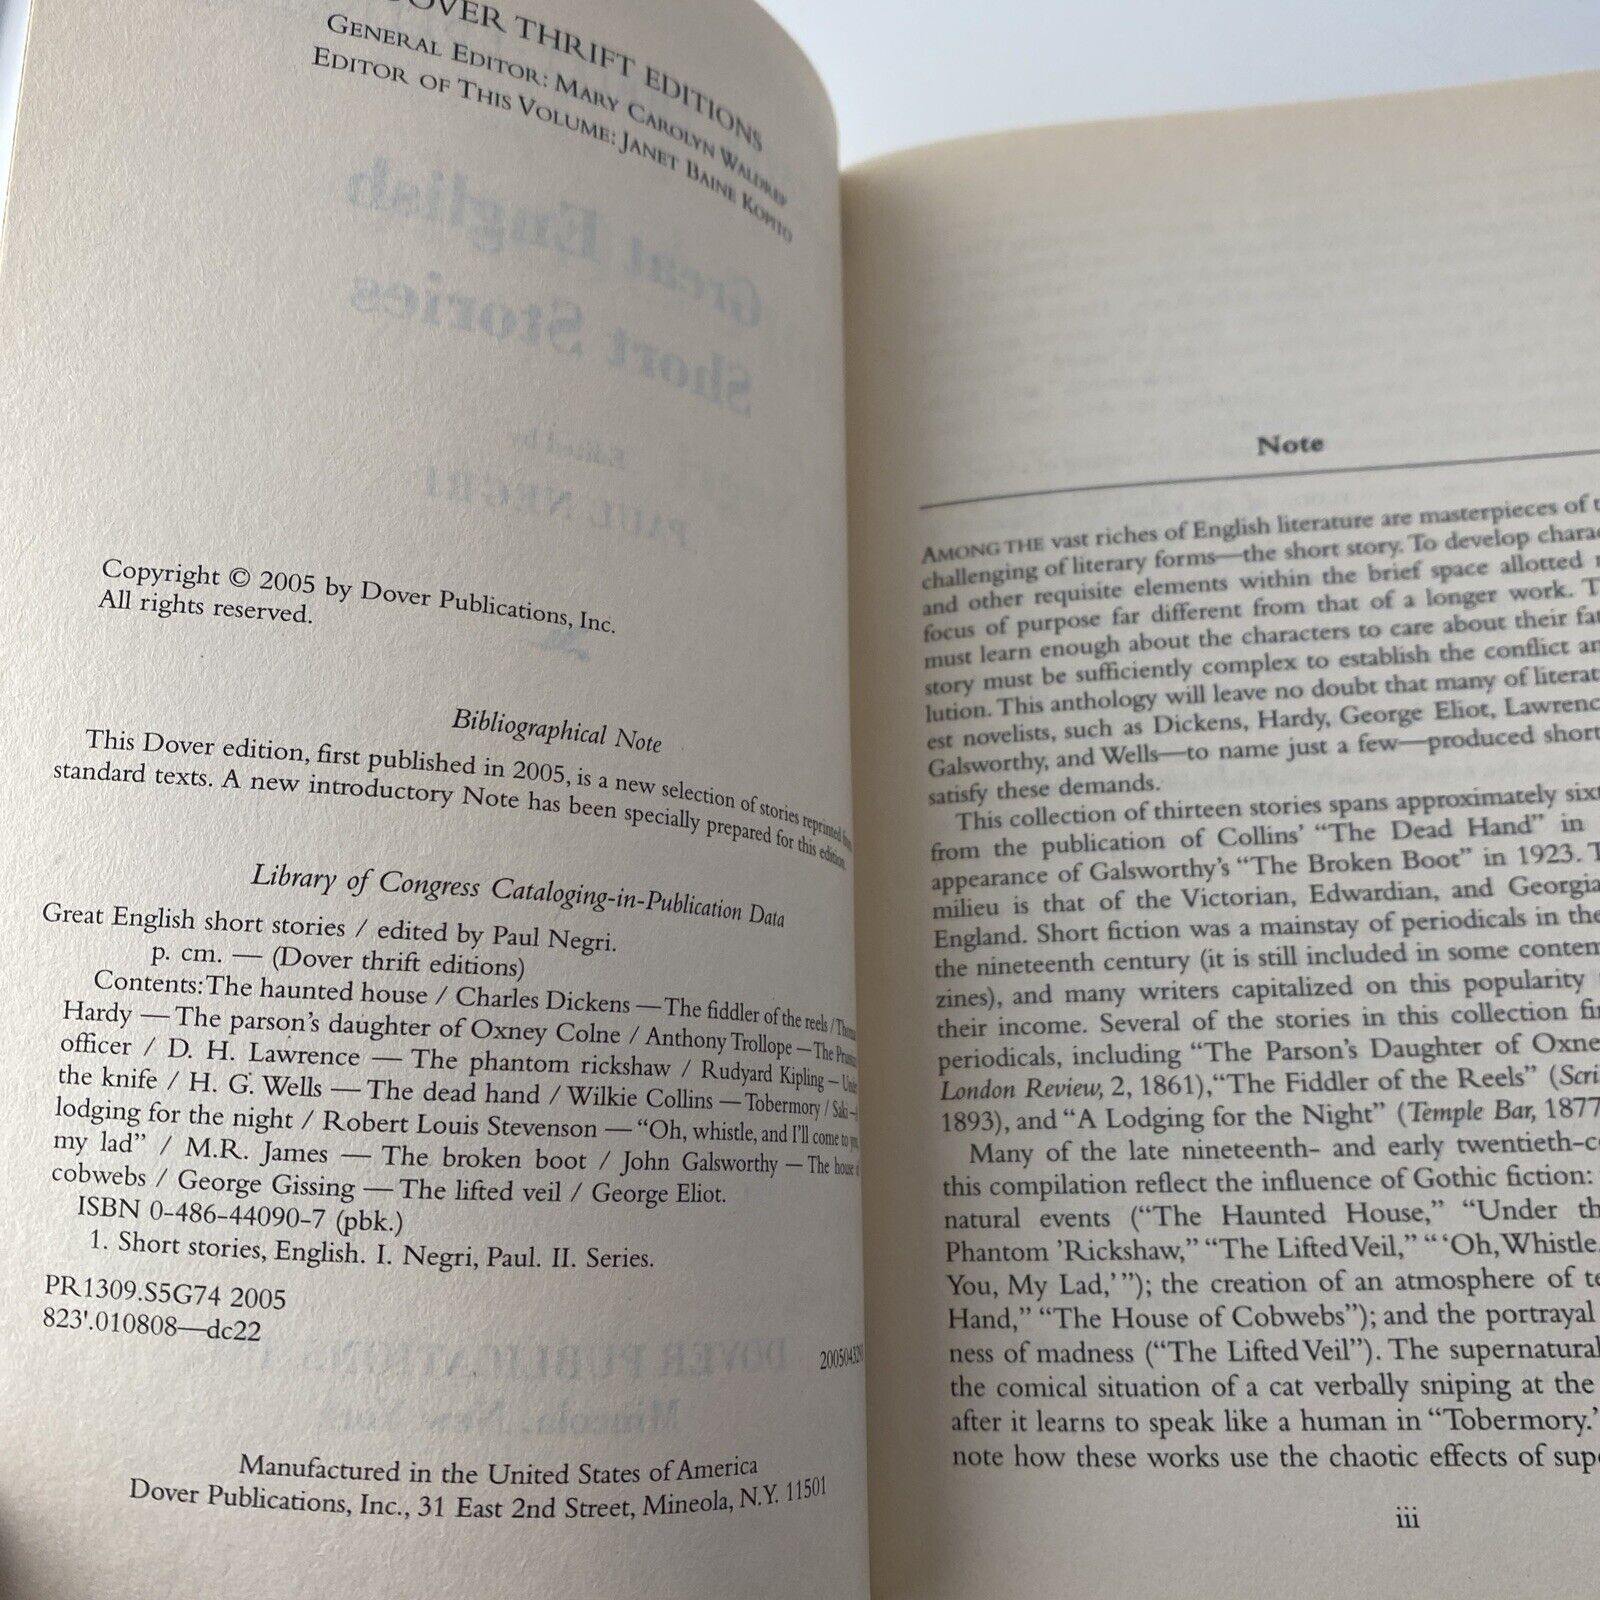 DOVER THRIFT EDITIONS
GENERAL EDITOR: MARY CAROLYN WALDREP
EDITOR OF THIS VOLUME: JANET BAINE KOPITO
Great English
Short Stories
Edited by
PAUL NEGRI
Copyright © 2005 by Dover Publications, Inc.
All rights reserved.
Bibliographical Note
This Dover edition, first published in 2005, is a new selection of stories reprinted from
standard texts. A new introductory Note has been specially prepared for this edition.
Library of Congress Cataloging-in-Publication Data
Great English short stories / edited by Paul Negri.
p. cm. — (Dover thrift editions)
Contents: The haunted house / Charles Dickens — The fiddler of the reels / Thomas
Hardy — The parson's daughter of Oxney Colne / Anthony Trollope — The Prussian
officer / D. H. Lawrence — The phantom rickshaw / Rudyard Kipling – Under
the knife / H. G. Wells — The dead hand / Wilkie Collins — Tobermory / Saki –
lodging for the night / Robert Louis Stevenson — “Oh, whistle, and I'll come to you,
my lad” / M.R. James — The broken boot / John Galsworthy — The house of
cobwebs / George Gissing — The lifted veil / George Eliot.
ISBN 0-486-44090-7 (pbk.)
1. Short stories, English. I. Negri, Paul. II. Series.
PR1309.S5G74 2005
823'.010808—dc22
DOVER PUBLICATIONS
Mineola, New York
Manufactured in the United States of America
Dover Publications, Inc., 31 East 2nd Street, Mineola, N.Y. 11501
Note
AMONG THE vast riches of English literature are masterpieces of
challenging of literary forms—the short story. To develop
and other requisite elements within the brief space allotted
focus of purpose far different from that of a longer work.
must learn enough about the characters to care about their
story must be sufficiently complex to establish the conflict
lution. This anthology will leave no doubt that many of
est novelists, such as Dickens, Hardy, George Eliot,
Galsworthy, and Wells—to name just a few—produced short
satisfy these demands.
This collection of thirteen stories spans approximately
from the publication of Collins' “The Dead Hand” in
appearance of Galsworthy's “The Broken Boot” in 1923.
milieu is that of the Victorian, Edwardian, and
England. Short fiction was a mainstay of periodicals in the
the nineteenth century (it is still included in some
zines), and many writers capitalized on this popularity
their income. Several of the stories in this collection
periodicals, including “The Parson's Daughter of
London Review, 2, 1861), “The Fiddler of the Reels” (
1893), and “A Lodging for the Night” (Temple Bar, 1877
Many of the late nineteenth- and early
this compilation reflect the influence of Gothic fiction:
natural events (“The Haunted House,” “Under
Phantom 'Rickshaw,” “The Lifted Veil,” “ ‘Oh, Whistle,
You, My Lad,’ ”); the creation of an atmosphere of
Hand,” “The House of Cobwebs”); and the portrayal
ness of madness (“The Lifted Veil”). The supernatural
the comical situation of a cat verbally sniping at the
after it learns to speak like a human in “Tobermory.”
note how these works use the chaotic effects of
iii